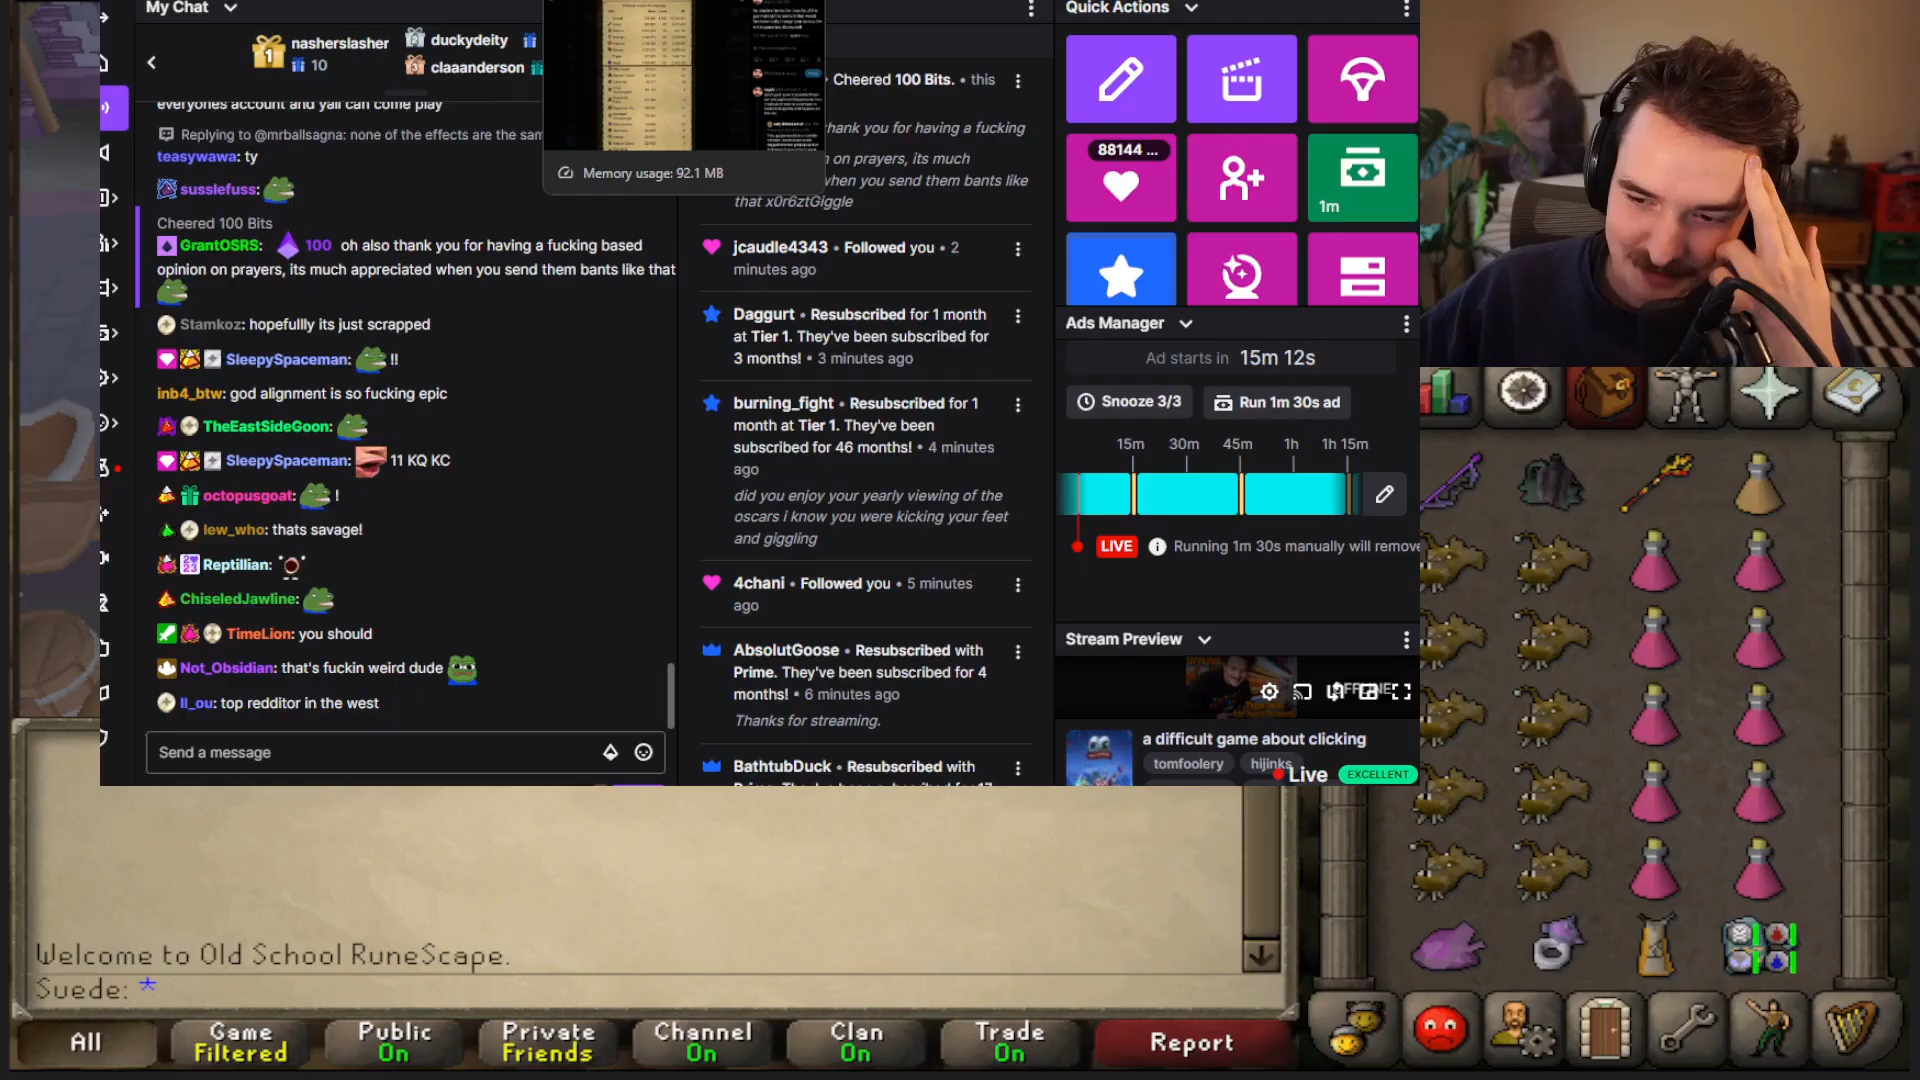 My Chat
nasherslasher
10
duckydeity
claaanderson
everyones account and yall can come play
Replying to @mrballsagna: none of the effects are the sam
teasywawa: ty
susslefuss:
Cheered 100 Bits
GrantOSRS: 100 oh also thank you for having a fucking based
opinion on prayers, its much appreciated when you send them bants like that
Stamkoz: hopefullly its just scrapped
SleepySpaceman: !!
inb4_btw: god alignment is so fucking epic
TheEastSideGoon:
SleepySpaceman: 11 KQ KC
octopusgoat: !
lew_who: thats savage!
Reptillian:
ChiseledJawline:
TimeLion: you should
Not_Obsidian: that's fuckin weird dude
ll_ou: top redditor in the west
Send a message
Memory usage: 92.1 MB
Cheered 100 Bits. • this
hank you for having a fucking
n on prayers, its much
when you send them bants like
that x0r6ztGiggle
jcaudle4343 • Followed you • 2
minutes ago
Daggurt • Resubscribed for 1 month
at Tier 1. They've been subscribed for
3 months! • 3 minutes ago
burning_fight • Resubscribed for 1
month at Tier 1. They've been
subscribed for 46 months! • 4 minutes
ago
did you enjoy your yearly viewing of the
oscars i know you were kicking your feet
and giggling
4chani • Followed you • 5 minutes
ago
AbsolutGoose • Resubscribed with
Prime. They've been subscribed for 4
months! • 6 minutes ago
Thanks for streaming.
BathtubDuck • Resubscribed with
Quick Actions
88144 ...
1m
Ads Manager
Ad starts in 15m 12s
Snooze 3/3
Run 1m 30s ad
15m 30m 45m 1h 1h 15m
LIVE
Running 1m 30s manually will remove
Stream Preview
a difficult game about clicking
tomfoolery
hijinks
Live
EXCELLENT
Welcome to Old School RuneScape.
Suede: *
All
Game
Filtered
Public
On
Private
Friends
Channel
On
Clan
On
Trade
On
Report